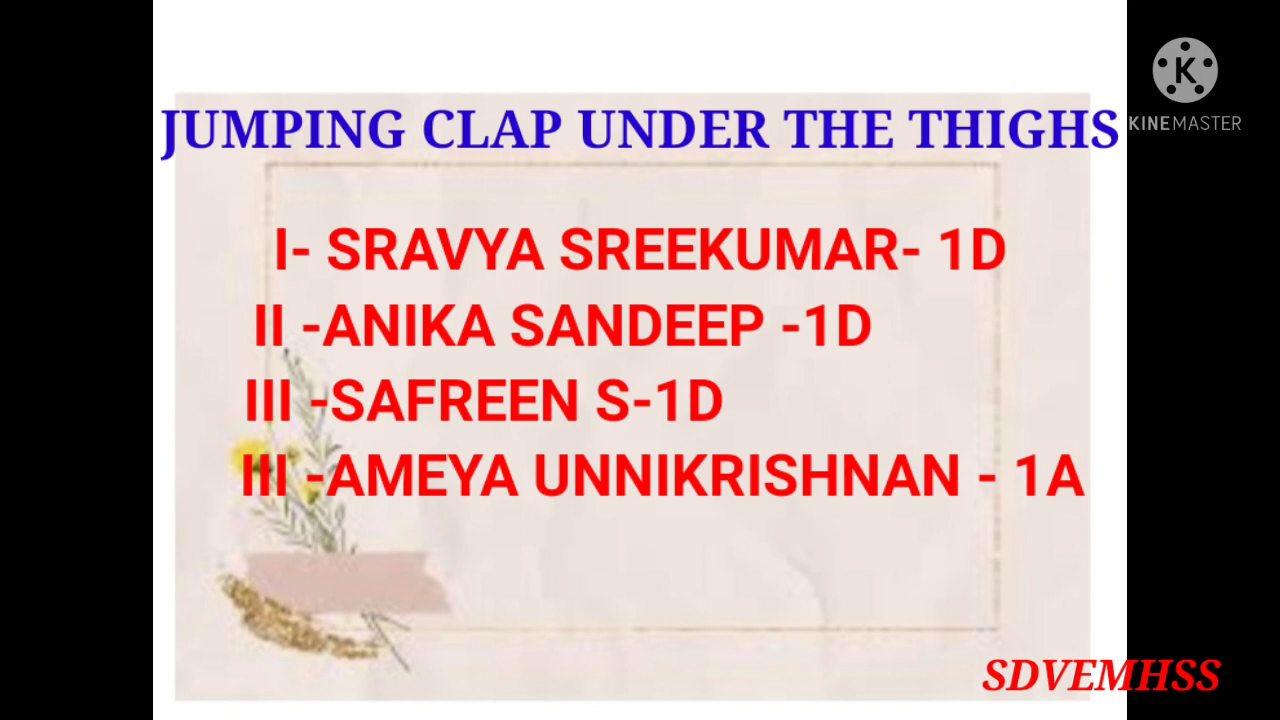 JUMPING CLAP UNDER THE THIGHS
K
KINEMASTER
I- SRAVYA SREEKUMAR- 1D
II -ANIKA SANDEEP -1D
III -SAFREEN S-1D
III -AMEYA UNNIKRISHNAN - 1A
SDVEMHSS